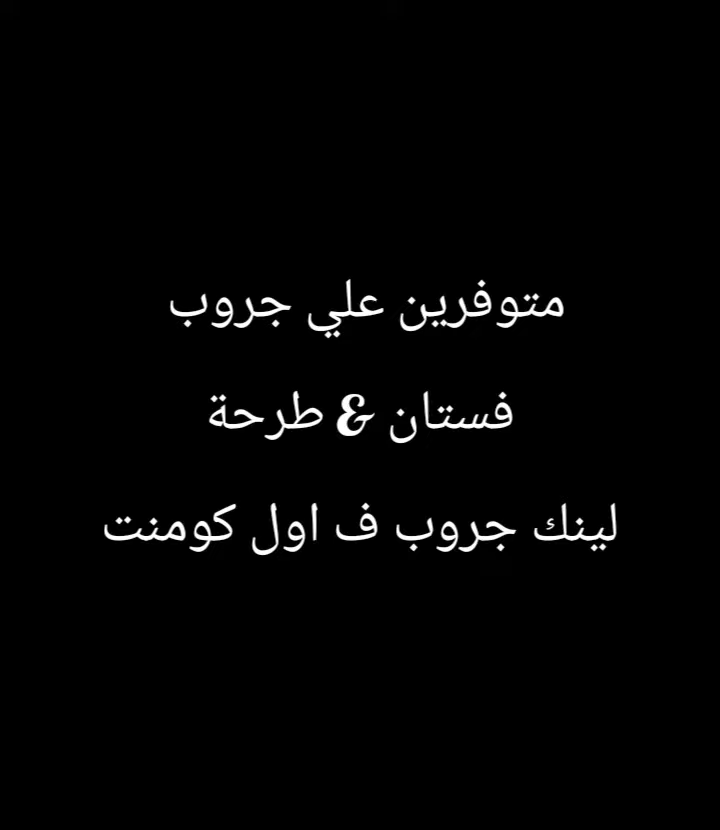 متوفرين علي جروب
فستان & طرحة
لينك جروب ف اول كومنت